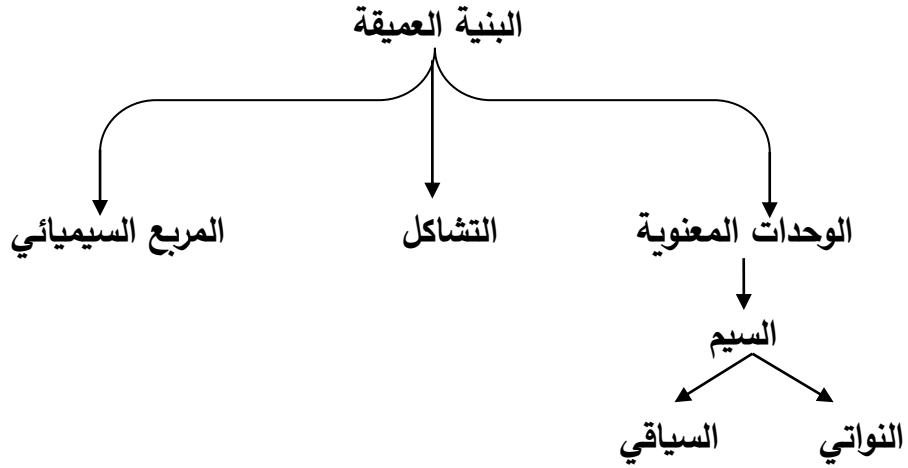 البنية العميقة
الوحدات المعنوية التشاكل المربع السيميائي
السيم
النواتي السياقي